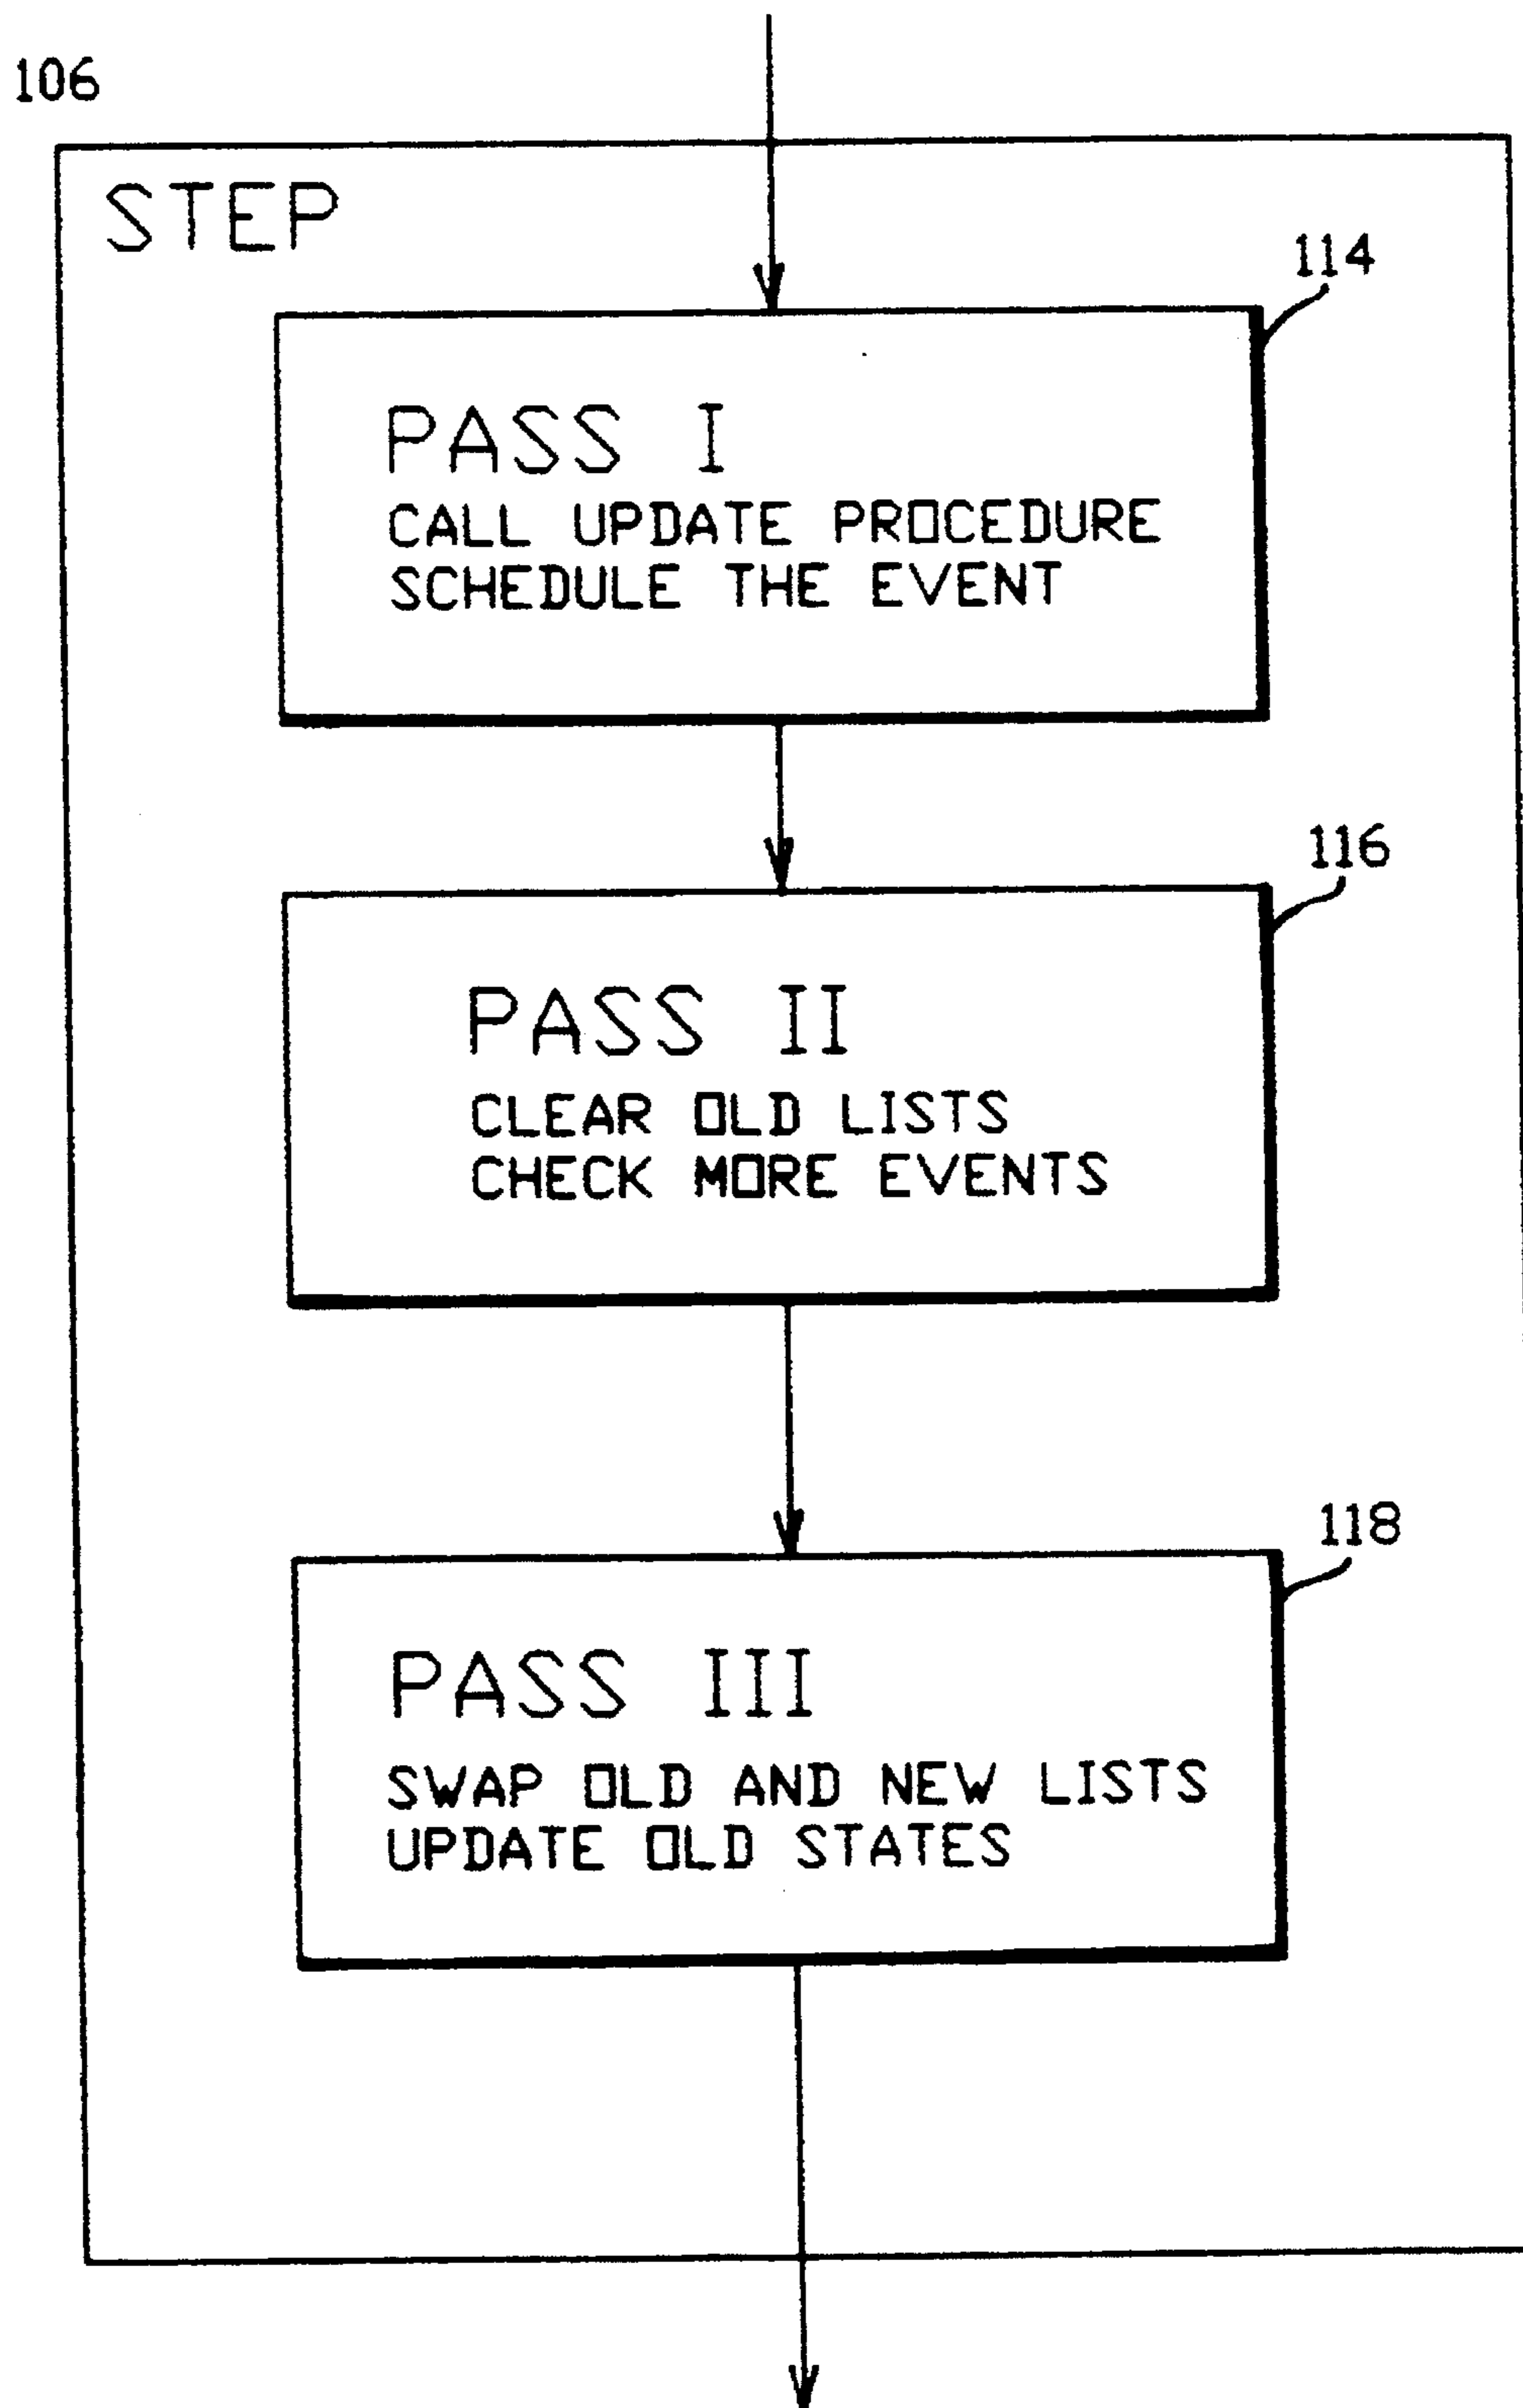 106
STEP
114
PASS I
CALL UPDATE PROCEDURE
SCHEDULE THE EVENT
116
PASS II
CLEAR OLD LISTS
CHECK MORE EVENTS
118
PASS III
SWAP OLD AND NEW LISTS
UPDATE OLD STATES